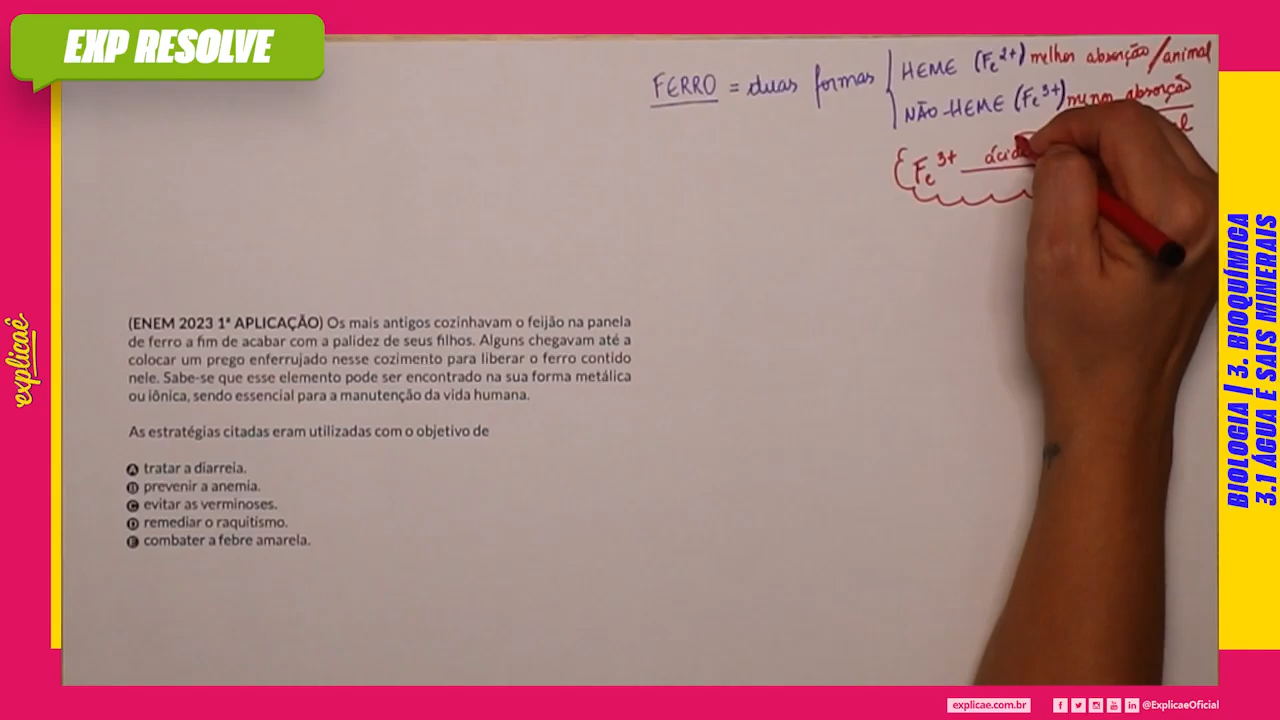 EXP RESOLVE
FERRO = duas formas
HEME (Fe2+) melhor absorção/animal
NÃO-HEME (Fe3+) menor absorção
Fe3+
(ENEM 2023 1ª APLICAÇÃO) Os mais antigos cozinhavam o feijão na panela
de ferro a fim de acabar com a palidez de seus filhos. Alguns chegavam até a
colocar um prego enferrujado nesse cozimento para liberar o ferro contido
nele. Sabe-se que esse elemento pode ser encontrado na sua forma metálica
ou iônica, sendo essencial para a manutenção da vida humana.
As estratégias citadas eram utilizadas com o objetivo de
A tratar a diarreia.
B prevenir a anemia.
C evitar as verminoses.
D remediar o raquitismo.
E combater a febre amarela.
explicaê
BIOLOGIA | 3. BIOQUÍMICA
3.1 ÁGUA E SAIS MINERAIS
explicae.com.br
@ExplicaeOficial